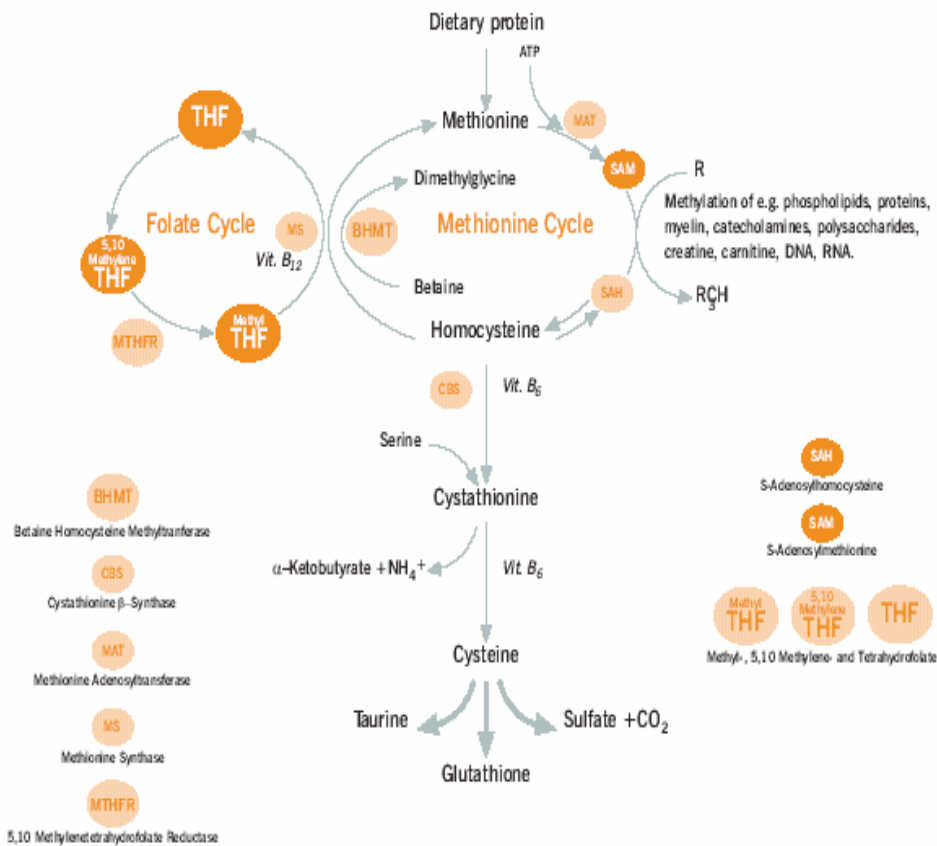 Dietary protein
ATP
THF
Methionine
MAT
SAM
R
Dimethylglycine
Methylation of e.g. phospholipids, proteins,
myelin, catecholamines, polysaccharides,
creatine, carnitine, DNA, RNA.
Folate Cycle
MS
BHMT
Methionine Cycle
5,10
Methylene
THF
Vit. B12
Betaine
SAH
RCH3
Methyl
THF
MTHFR
Homocysteine
CBS
Vit. B6
Serine
Cystathionine
α-Ketobutyrate + NH4+
Vit. B6
Cysteine
Taurine
Sulfate +CO2
Glutathione
BHMT
Betaine Homocysteine Methyltranferase
CBS
Cystathionine β-Synthase
MAT
Methionine Adenosyltransferase
MS
Methionine Synthase
MTHFR
5,10 Methylenetetrahydrofolate Reductase
SAH
S-Adenosylhomocysteine
SAM
S-Adenosylmethionine
Methyl
THF
5,10
Methylene
THF
THF
Methyl-, 5,10 Methylene- and Tetrahydrofolate